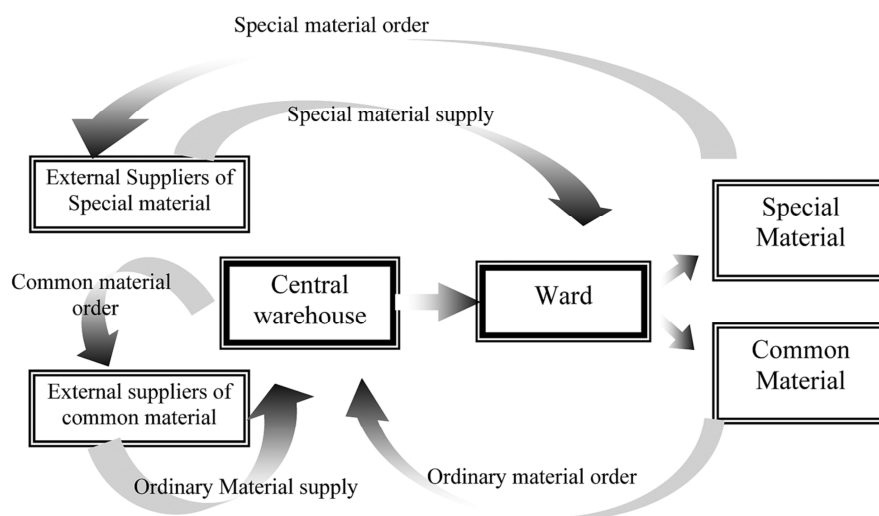 Special material order
Special material supply
External Suppliers of
Special material
Special
Material
Common material
order
Central
warehouse
Ward
Common
Material
External suppliers of
common material
Ordinary material order
Ordinary Material supply